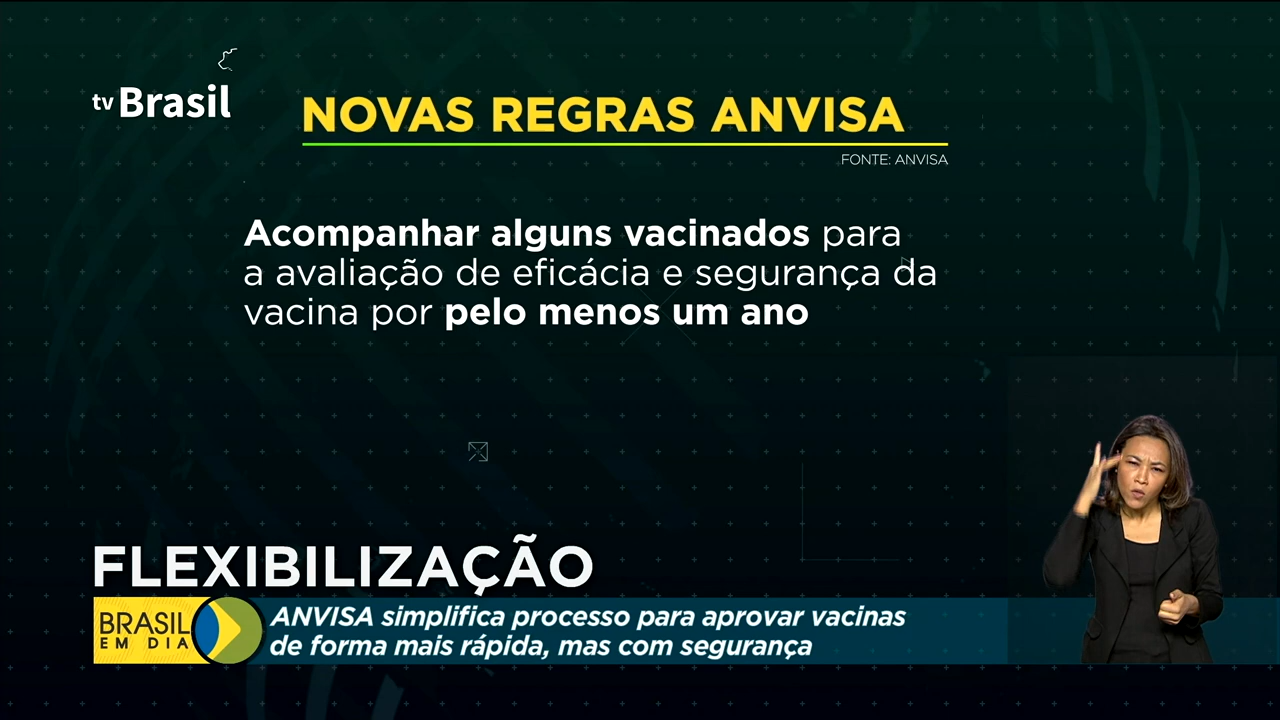 tv Brasil
NOVAS REGRAS ANVISA
FONTE: ANVISA
Acompanhar alguns vacinados para
a avaliação de eficácia e segurança da
vacina por pelo menos um ano
FLEXIBILIZAÇÃO
BRASIL
EM DIA
ANVISA simplifica processo para aprovar vacinas
de forma mais rápida, mas com segurança